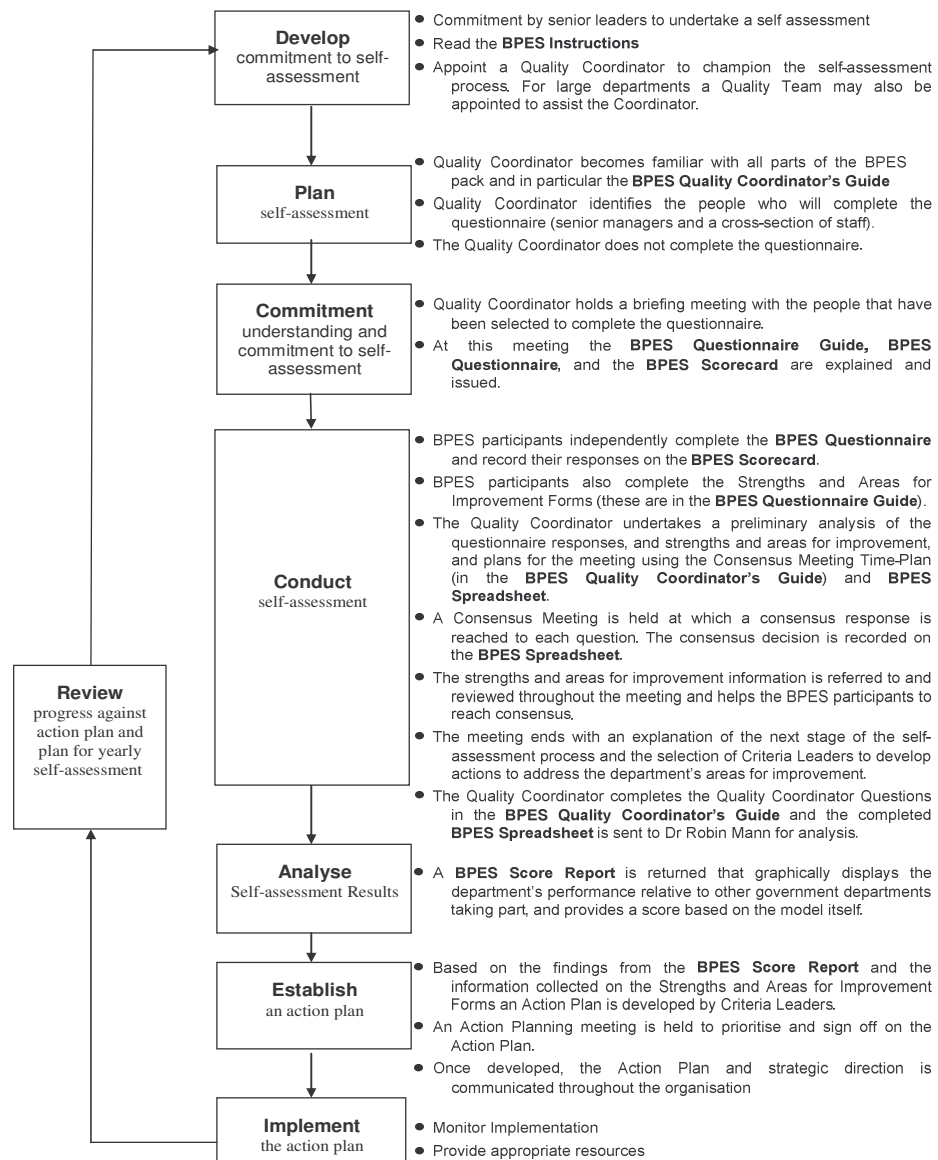 Develop
commitment to self-
assessment
● Commitment by senior leaders to undertake a self assessment
● Read the BPES Instructions
● Appoint a Quality Coordinator to champion the self-assessment
process. For large departments a Quality Team may also be
appointed to assist the Coordinator.
Plan
self-assessment
● Quality Coordinator becomes familiar with all parts of the BPES
pack and in particular the BPES Quality Coordinator's Guide
● Quality Coordinator identifies the people who will complete the
questionnaire (senior managers and a cross-section of staff).
● The Quality Coordinator does not complete the questionnaire.
Commitment
understanding and
commitment to self-
assessment
● Quality Coordinator holds a briefing meeting with the people that have
been selected to complete the questionnaire.
● At this meeting the BPES Questionnaire Guide, BPES
Questionnaire, and the BPES Scorecard are explained and
issued.
Conduct
self-assessment
● BPES participants independently complete the BPES Questionnaire
and record their responses on the BPES Scorecard.
● BPES participants also complete the Strengths and Areas for
Improvement Forms (these are in the BPES Questionnaire Guide).
● The Quality Coordinator undertakes a preliminary analysis of the
questionnaire responses, and strengths and areas for improvement,
and plans for the meeting using the Consensus Meeting Time-Plan
(in the BPES Quality Coordinator's Guide) and BPES
Spreadsheet.
● A Consensus Meeting is held at which a consensus response is
reached to each question. The consensus decision is recorded on
the BPES Spreadsheet.
● The strengths and areas for improvement information is referred to and
reviewed throughout the meeting and helps the BPES participants to
reach consensus.
● The meeting ends with an explanation of the next stage of the self-
assessment process and the selection of Criteria Leaders to develop
actions to address the department's areas for improvement.
● The Quality Coordinator completes the Quality Coordinator Questions
in the BPES Quality Coordinator's Guide and the completed
BPES Spreadsheet is sent to Dr Robin Mann for analysis.
Review
progress against
action plan and
plan for yearly
self-assessment
Analyse
Self-assessment Results
● A BPES Score Report is returned that graphically displays the
department's performance relative to other government departments
taking part, and provides a score based on the model itself.
Establish
an action plan
● Based on the findings from the BPES Score Report and the
information collected on the Strengths and Areas for Improvement
Forms an Action Plan is developed by Criteria Leaders.
● An Action Planning meeting is held to prioritise and sign off on the
Action Plan.
● Once developed, the Action Plan and strategic direction is
communicated throughout the organisation
Implement
the action plan
● Monitor Implementation
● Provide appropriate resources